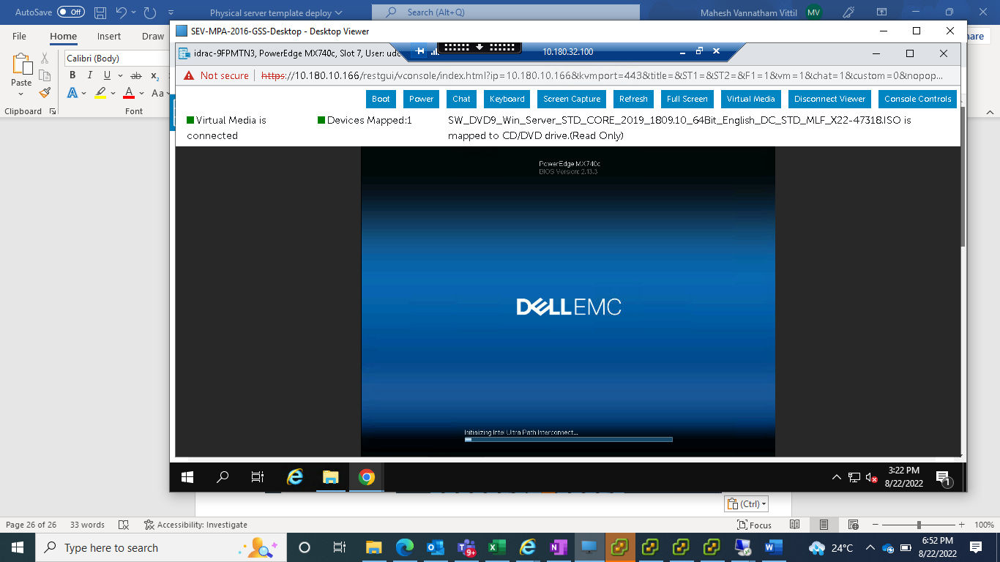 AutoSave Off Physical server template deploy Search (Alt+Q) Mahesh Vannatham Vittil MV
File Home Insert Draw
SEV-MPA-2016-GSS-Desktop - Desktop Viewer
idrac-9FPMTN3, PowerEdge MX740c, Slot 7, User: 10.180.32.100
Calibri (Body)
Not secure https://10.180.10.166/restgui/vconsole/index.html?ip=10.180.10.166&kvmport=443&title=&ST1=&ST2=&F1=1&vm=1&chat=1&custom=0&nopop...
B I U ab x2
Paste
A A Aa
Boot Power Chat Keyboard Screen Capture Refresh Full Screen Virtual Media Disconnect Viewer Console Controls
Clipboard Font
Virtual Media is connected
Devices Mapped:1
SW_DVD9_Win_Server_STD_CORE_2019_1809.10_64Bit_English_DC_STD_MLF_X22-47318.ISO is
mapped to CD/DVD drive.(Read Only)
PowerEdge MX740c
BIOS Version: 2.13.3
DELLEMC
Initializing Intel Ultra Path Interconnect...
3:22 PM
8/22/2022
1
(Ctrl)
Page 26 of 26 33 words Accessibility: Investigate Focus 100%
Type here to search
9+
24°C
6:52 PM
8/22/2022